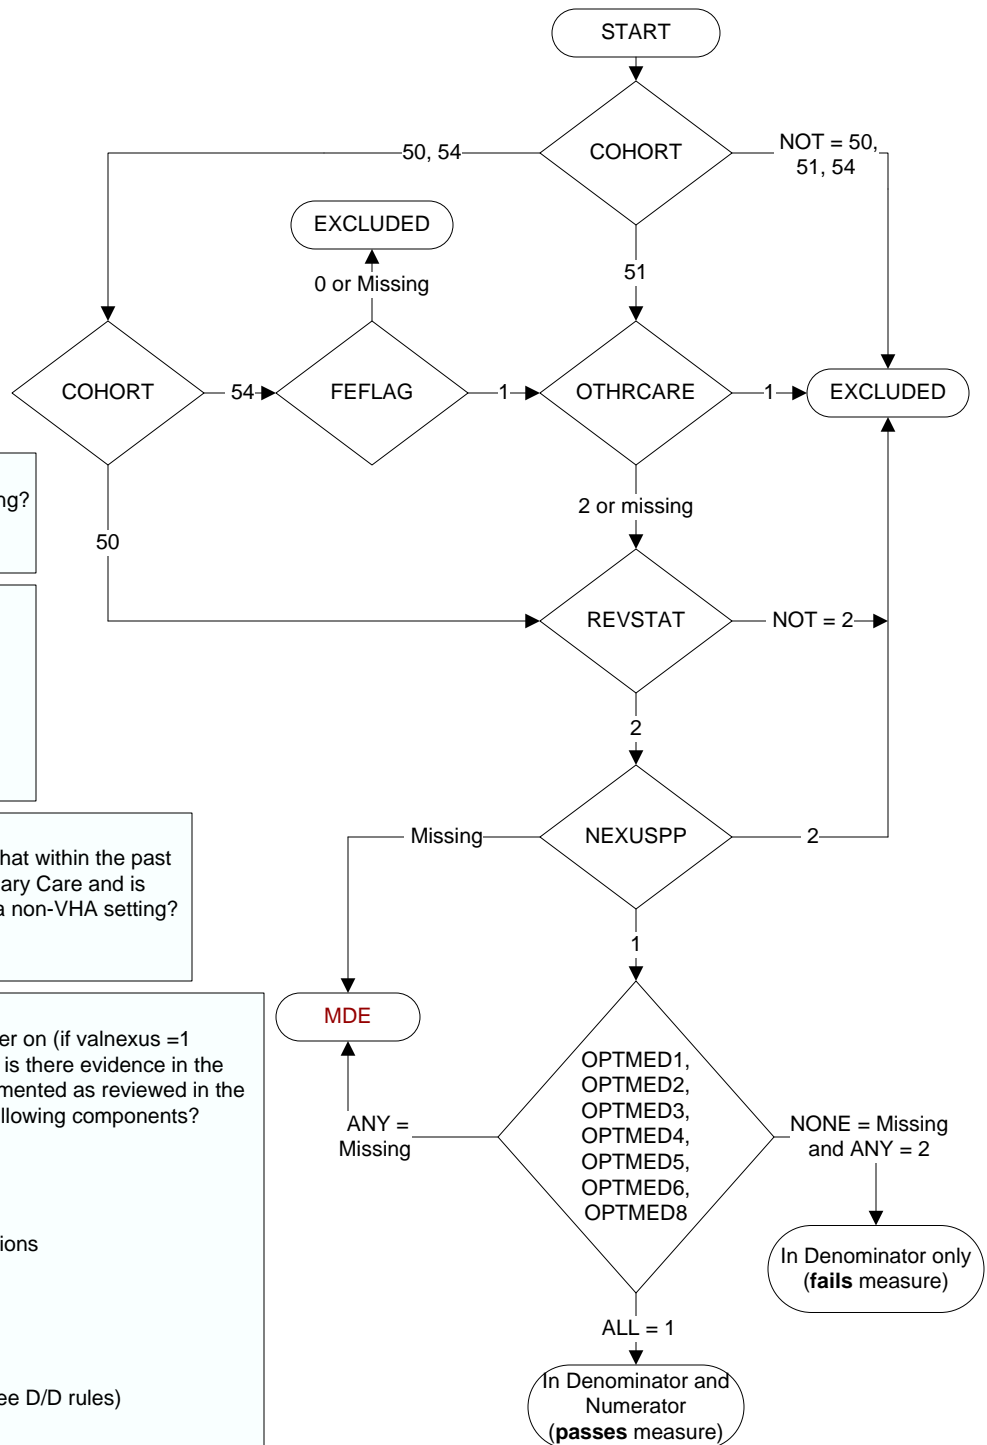 START
COHORT
50, 54
NOT = 50,
51, 54
EXCLUDED
0 or Missing
51
COHORT
54
FEFLAG
1
OTHRCARE
1
EXCLUDED
ng?
2 or missing
50
REVSTAT
NOT = 2
2
hat within the past
ary Care and is
a non-VHA setting?
Missing
NEXUSPP
2
1
MDE
er on (if valnexus =1
is there evidence in the
mented as reviewed in the
llowing components?
tions
ee D/D rules)
OPTMED1,
OPTMED2,
OPTMED3,
OPTMED4,
OPTMED5,
OPTMED6,
OPTMED8
ANY =
Missing
NONE = Missing
and ANY = 2
In Denominator only
(fails measure)
ALL = 1
In Denominator and
Numerator
(passes measure)